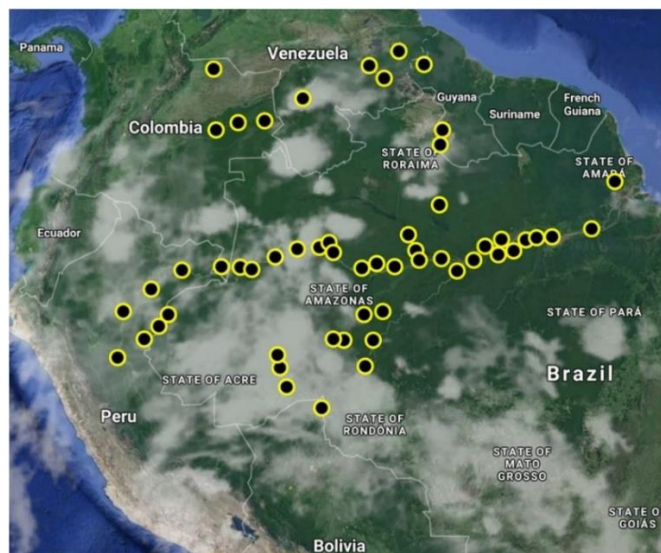 Panama
Venezuela
Guyana
Suriname
French
Guiana
Colombia
STATE OF
RORAIMA
STATE OF
AMAPÁ
Ecuador
STATE OF
AMAZONAS
STATE OF PARÁ
STATE OF ACRE
Brazil
Peru
STATE OF
RONDÔNIA
STATE OF
MATO
GROSSO
STATE O
GOIÁS
Bolivia